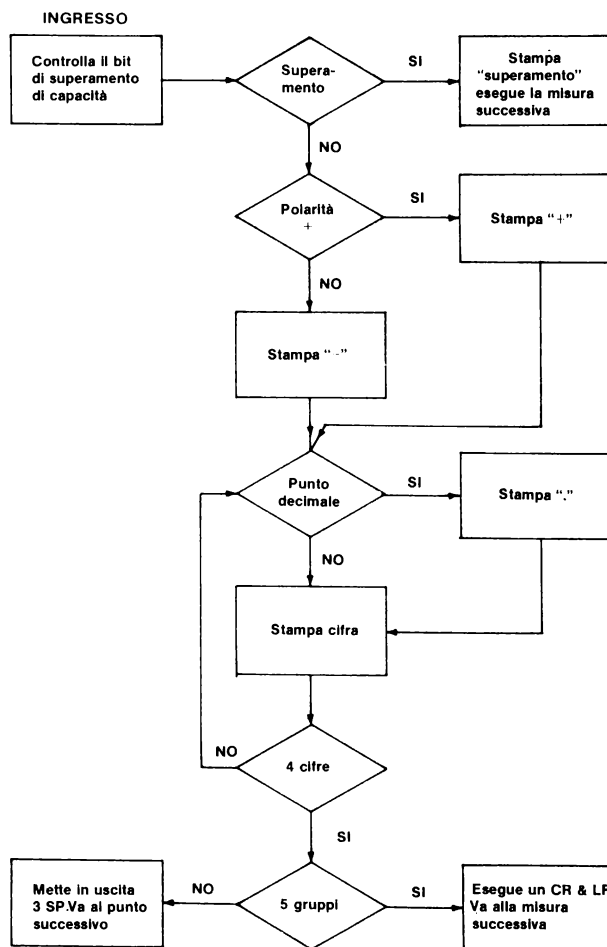 INGRESSO
Controlla il bit
di superamento
di capacità
Supera-
mento
SI
Stampa
“superamento”
esegue la misura
successiva
NO
Polarità
+
SI
Stampa “+”
NO
Stampa “-”
Punto
decimale
SI
Stampa “.”
NO
Stampa cifra
NO
4 cifre
SI
Mette in uscita
3 SP.Va al punto
successivo
NO
5 gruppi
SI
Esegue un CR & LF
Va alla misura
successiva